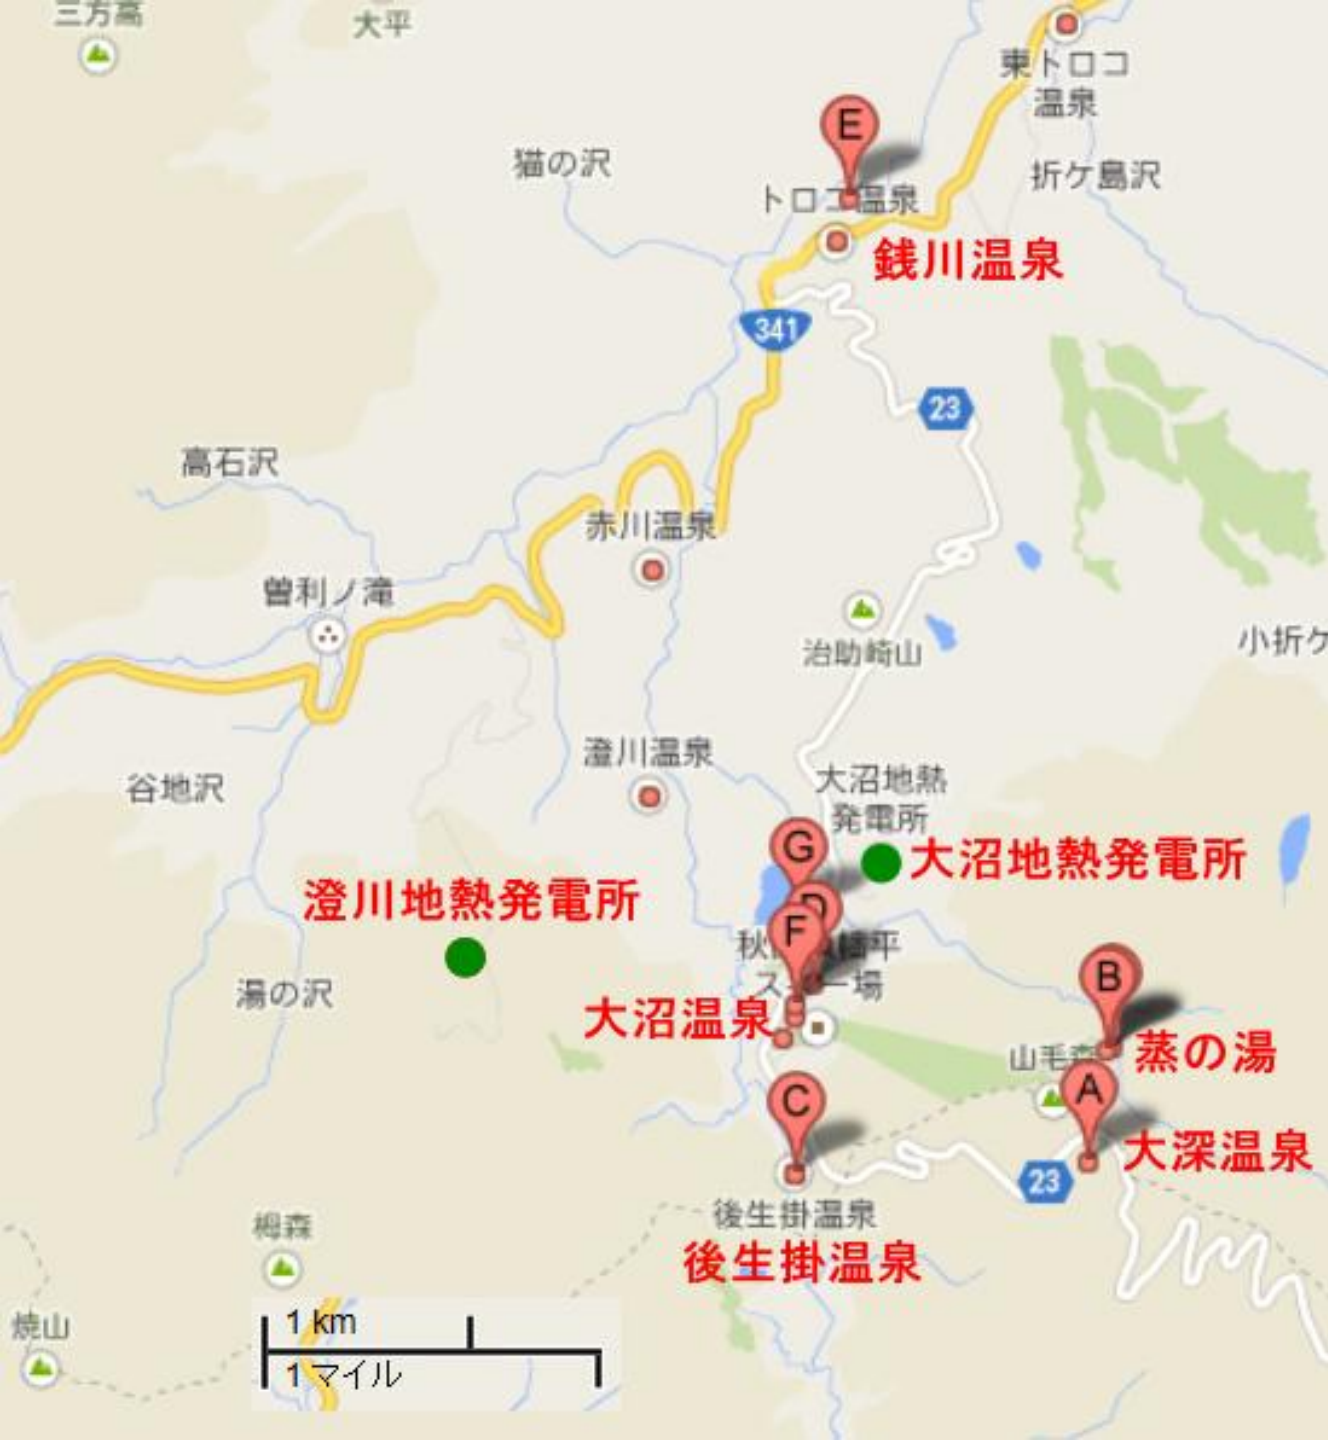 三方高
大平
東トロコ
温泉
E
猫の沢
折ケ島沢
トロコ温泉
銭川温泉
341
23
高石沢
赤川温泉
曽利ノ滝
治助崎山
小折ケ
澄川温泉
谷地沢
大沼地熱
発電所
G
大沼地熱発電所
澄川地熱発電所
D
F
秋
幡平
ス
ー場
B
湯の沢
大沼温泉
山毛森
蒸の湯
A
C
大深温泉
23
後生掛温泉
後生掛温泉
栂森
焼山
1 km
1 マイル